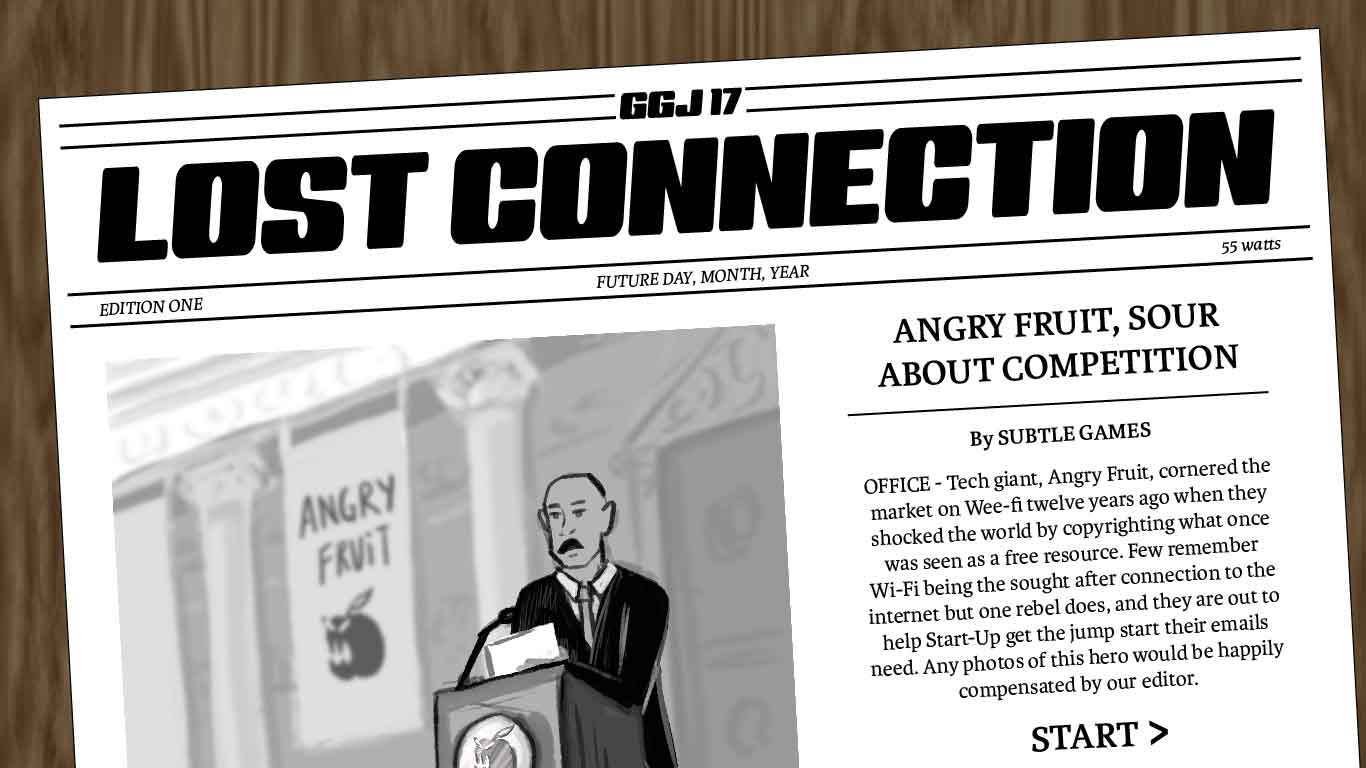 GGJ 17
LOST CONNECTION
EDITION ONE
FUTURE DAY, MONTH, YEAR
55 watts
ANGRY
FRUiT
ANGRY FRUIT, SOUR
ABOUT COMPETITION
By SUBTLE GAMES
OFFICE - Tech giant, Angry Fruit, cornered the
market on Wee-fi twelve years ago when they
shocked the world by copyrighting what once
was seen as a free resource. Few remember
Wi-Fi being the sought after connection to the
internet but one rebel does, and they are out to
help Start-Up get the jump start their emails
need. Any photos of this hero would be happily
compensated by our editor.
START >